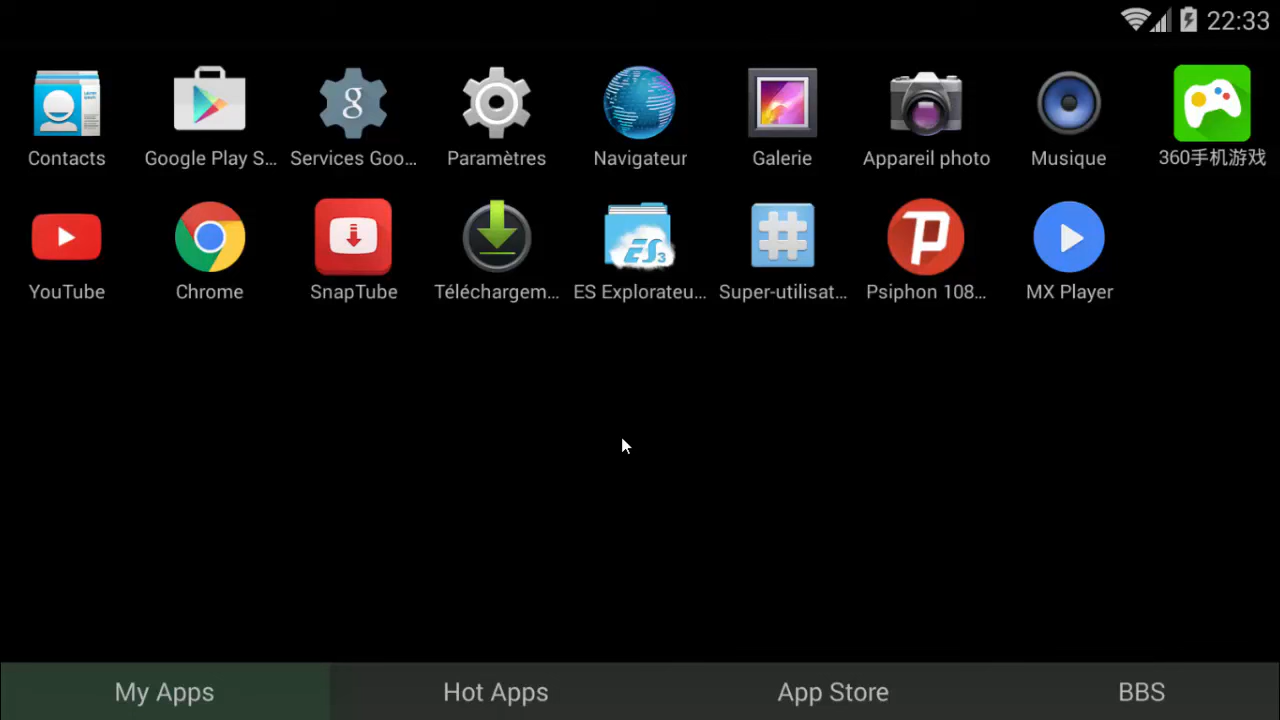 22:33
Contacts
Google Play S...
Services Goo...
Paramètres
Navigateur
Galerie
Appareil photo
Musique
360手机游戏
YouTube
Chrome
SnapTube
Téléchargem...
ES Explorateu...
Super-utilisat...
Psiphon 108...
MX Player
My Apps
Hot Apps
App Store
BBS